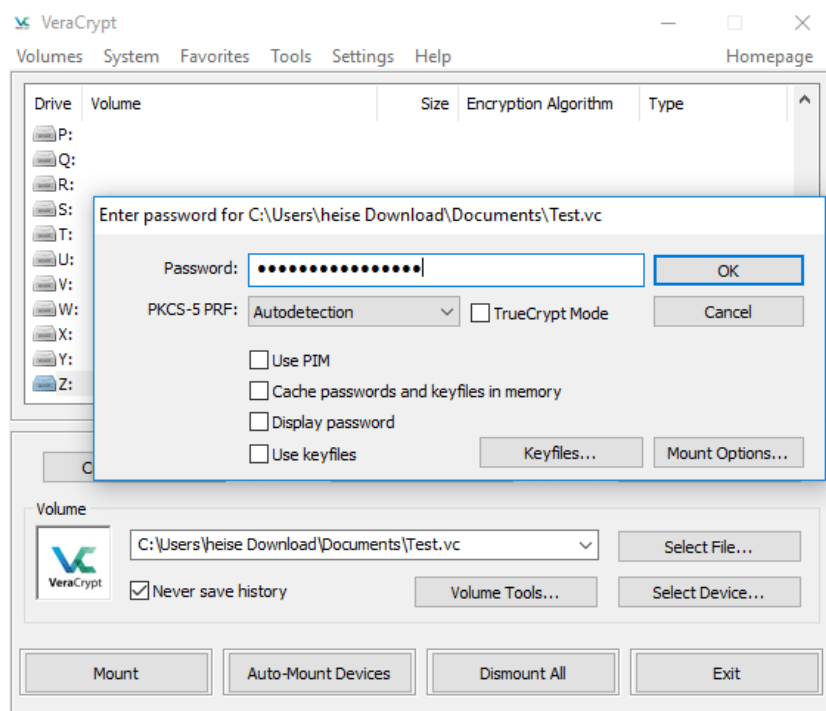 VeraCrypt
Volumes System Favorites Tools Settings Help Homepage
Drive Volume Size Encryption Algorithm Type
P:
Q:
R:
S:
T:
U:
V:
W:
X:
Y:
Z:
Enter password for C:\Users\heise Download\Documents\Test.vc
Password: ●●●●●●●●●●●●●●●● OK
PKCS-5 PRF: Autodetection TrueCrypt Mode Cancel
Use PIM
Cache passwords and keyfiles in memory
Display password
Use keyfiles Keyfiles... Mount Options...
Volume
VeraCrypt C:\Users\heise Download\Documents\Test.vc Select File...
Never save history Volume Tools... Select Device...
Mount Auto-Mount Devices Dismount All Exit